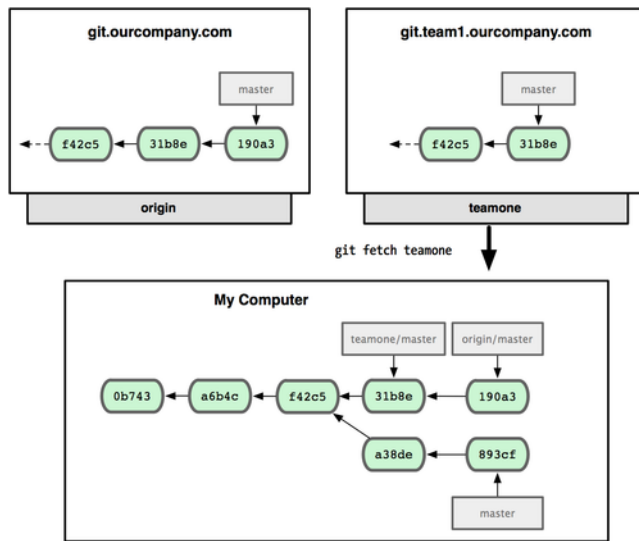 git.ourcompany.com
master
f42c5 31b8e 190a3
origin
git.team1.ourcompany.com
master
f42c5 31b8e
teamone
git fetch teamone
My Computer
teamone/master origin/master
0b743 a6b4c f42c5 31b8e 190a3
a38de 893cf
master